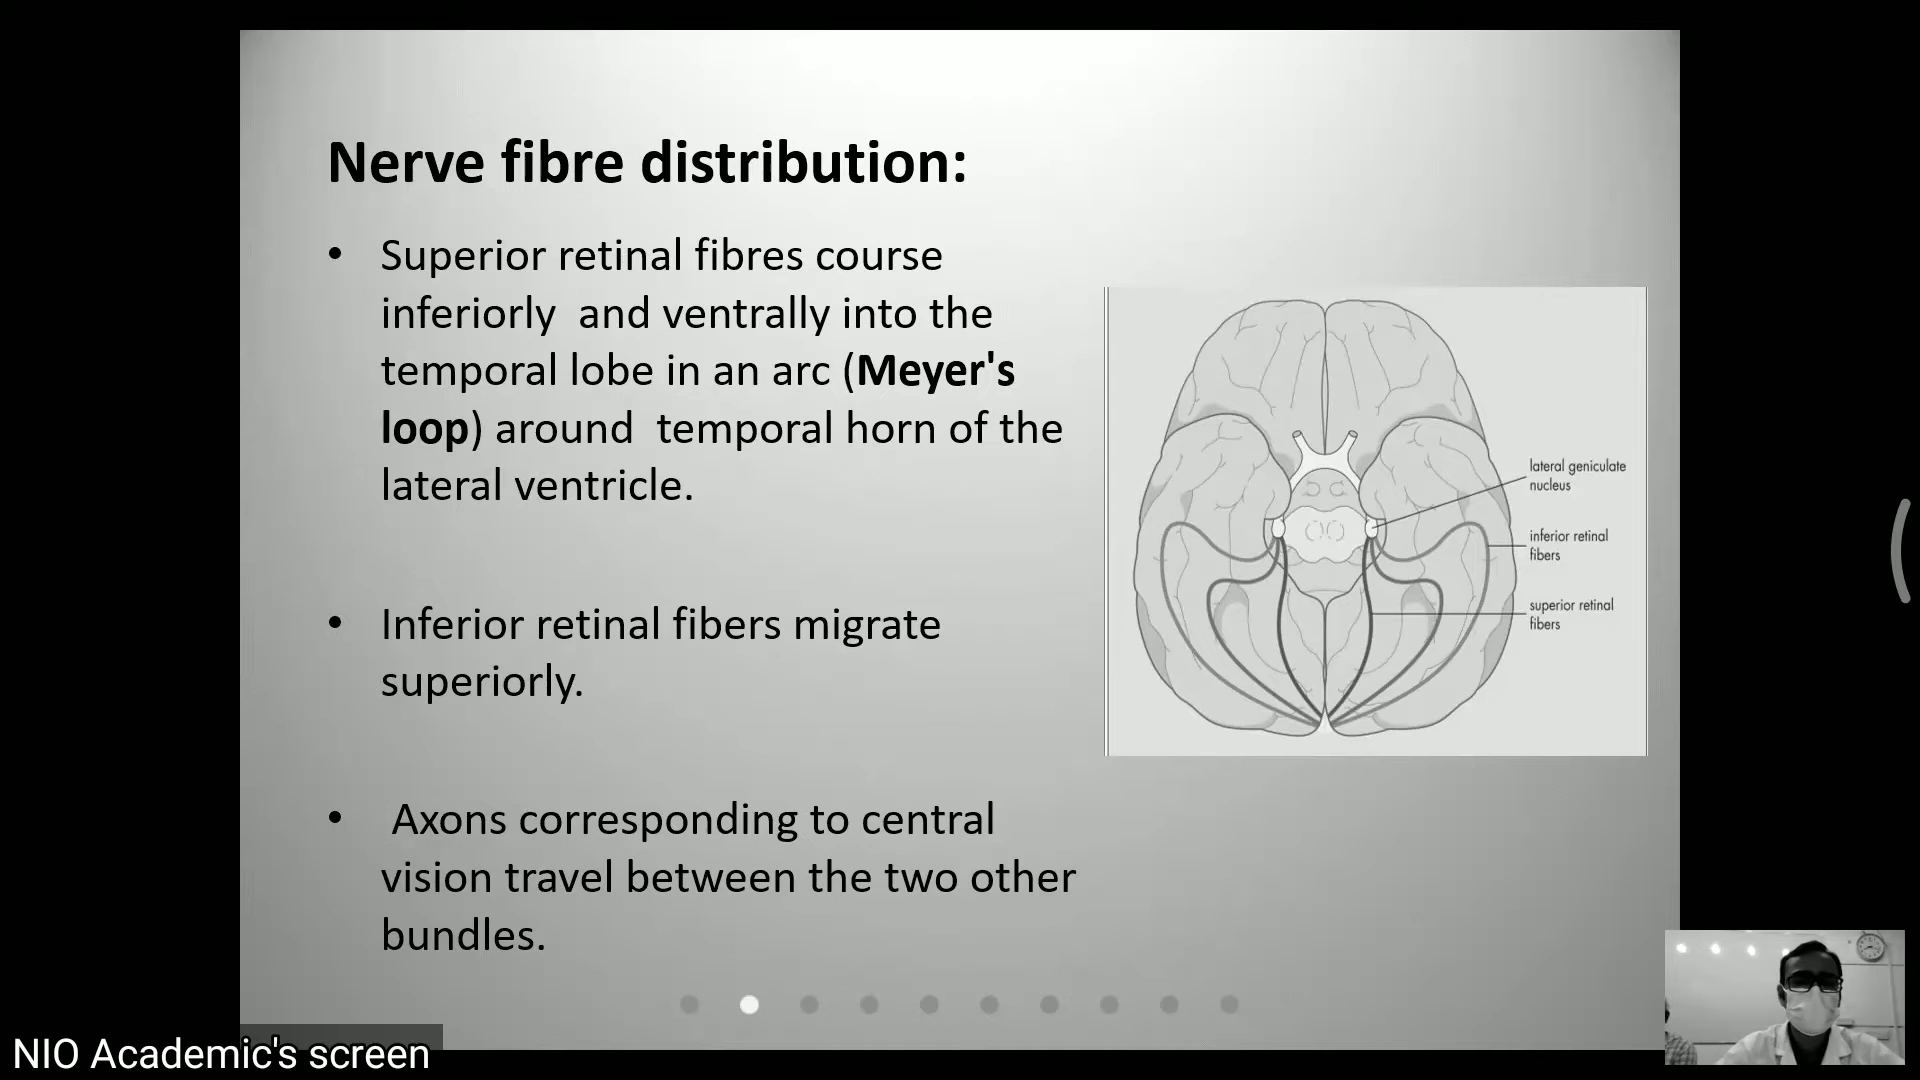 Nerve fibre distribution:
• Superior retinal fibres course
inferiorly and ventrally into the
temporal lobe in an arc (Meyer's
loop) around temporal horn of the
lateral ventricle.
• Inferior retinal fibers migrate
superiorly.
• Axons corresponding to central
vision travel between the two other
bundles.
lateral geniculate
nucleus
inferior retinal
fibers
superior retinal
fibers
NIO Academic's screen